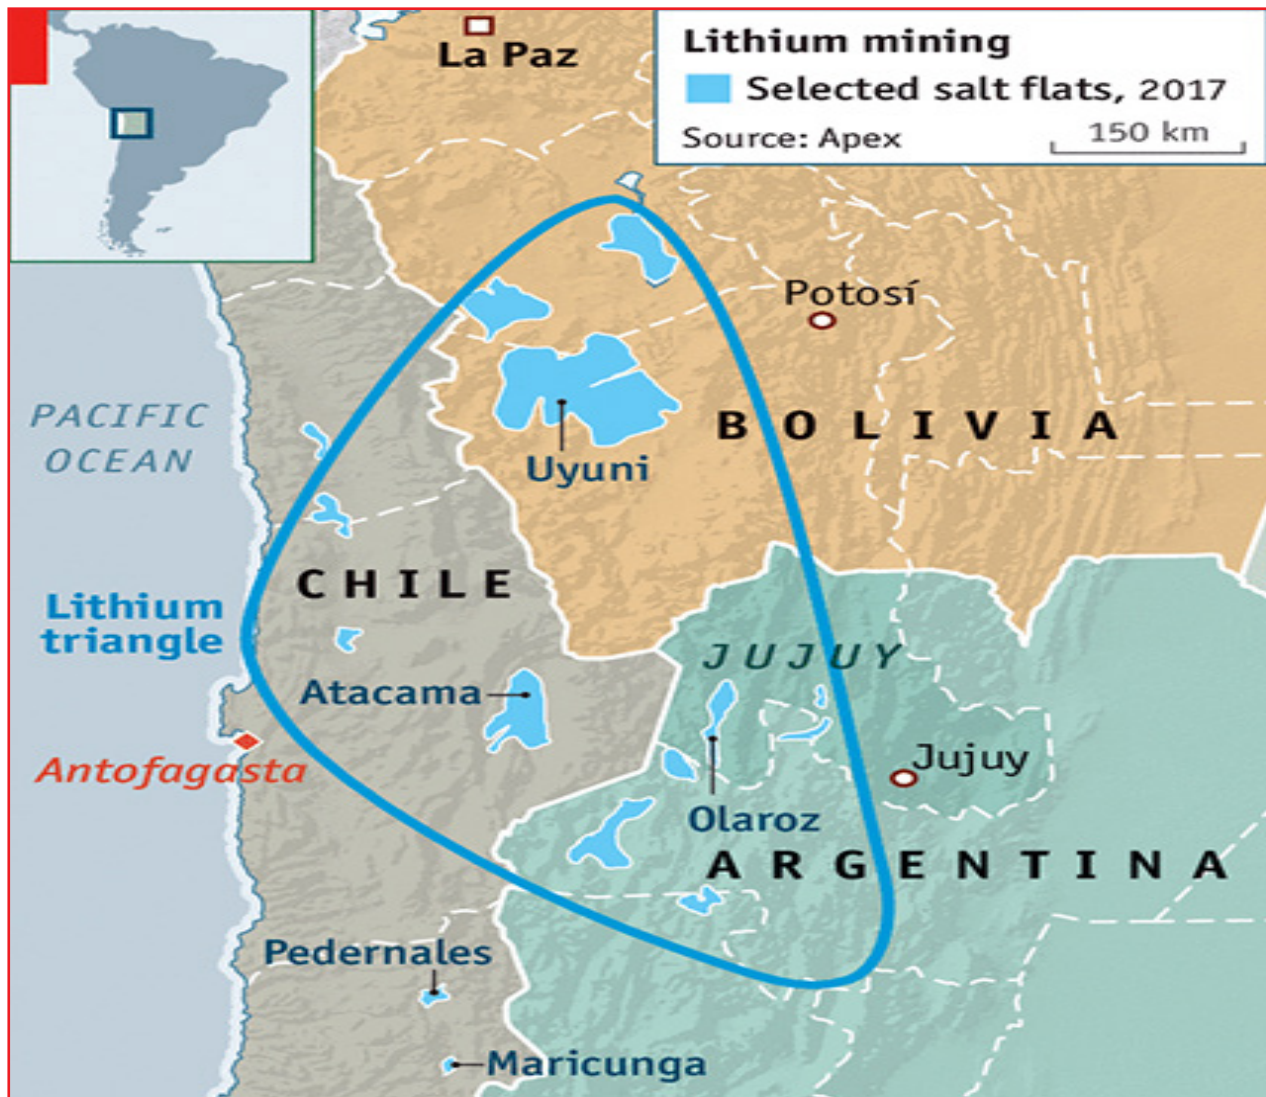 La Paz
Lithium mining
Selected salt flats, 2017
Source: Apex
150 km
Potosí
PACIFIC
OCEAN
BOLIVIA
Uyuni
CHILE
Lithium
triangle
JUJUY
Atacama
Antofagasta
Jujuy
Olaroz
ARGENTINA
Pedernales
Maricunga